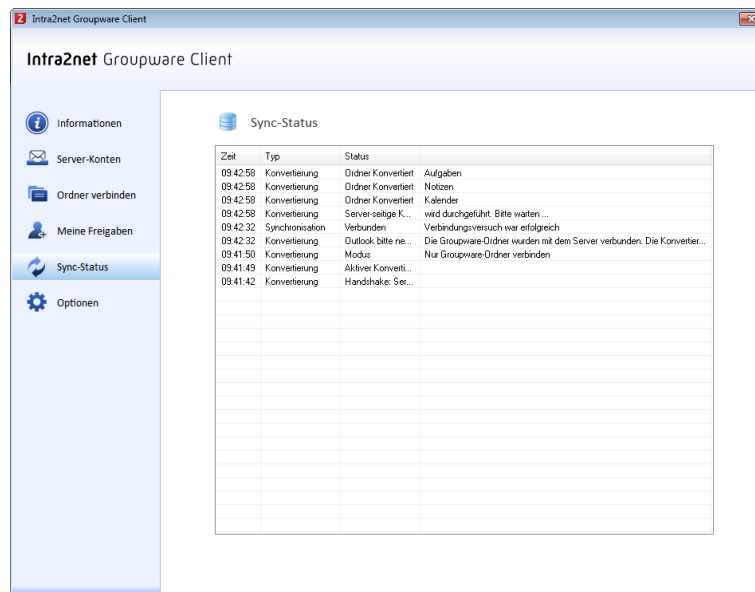 2 Intra2net Groupware Client
Intra2net Groupware Client
Informationen
Server-Konten
Ordner verbinden
Meine Freigaben
Sync-Status
Optionen
Sync-Status
Zeit Typ Status
09:42:58 Konvertierung Ordner Konvertiert Aufgaben
09:42:58 Konvertierung Ordner Konvertiert Notizen
09:42:58 Konvertierung Ordner Konvertiert Kalender
09:42:58 Konvertierung Server-seitige K... wird durchgeführt. Bitte warten ...
09:42:32 Synchronisation Verbunden Verbindungsversuch war erfolgreich
09:42:32 Konvertierung Outlook bitte ne... Die Groupware-Ordner wurden mit dem Server verbunden. Die Konvertier...
09:41:50 Konvertierung Modus Nur Groupware-Ordner verbinden
09:41:49 Konvertierung Aktiver Konverti...
09:41:42 Konvertierung Handshake: Ser...